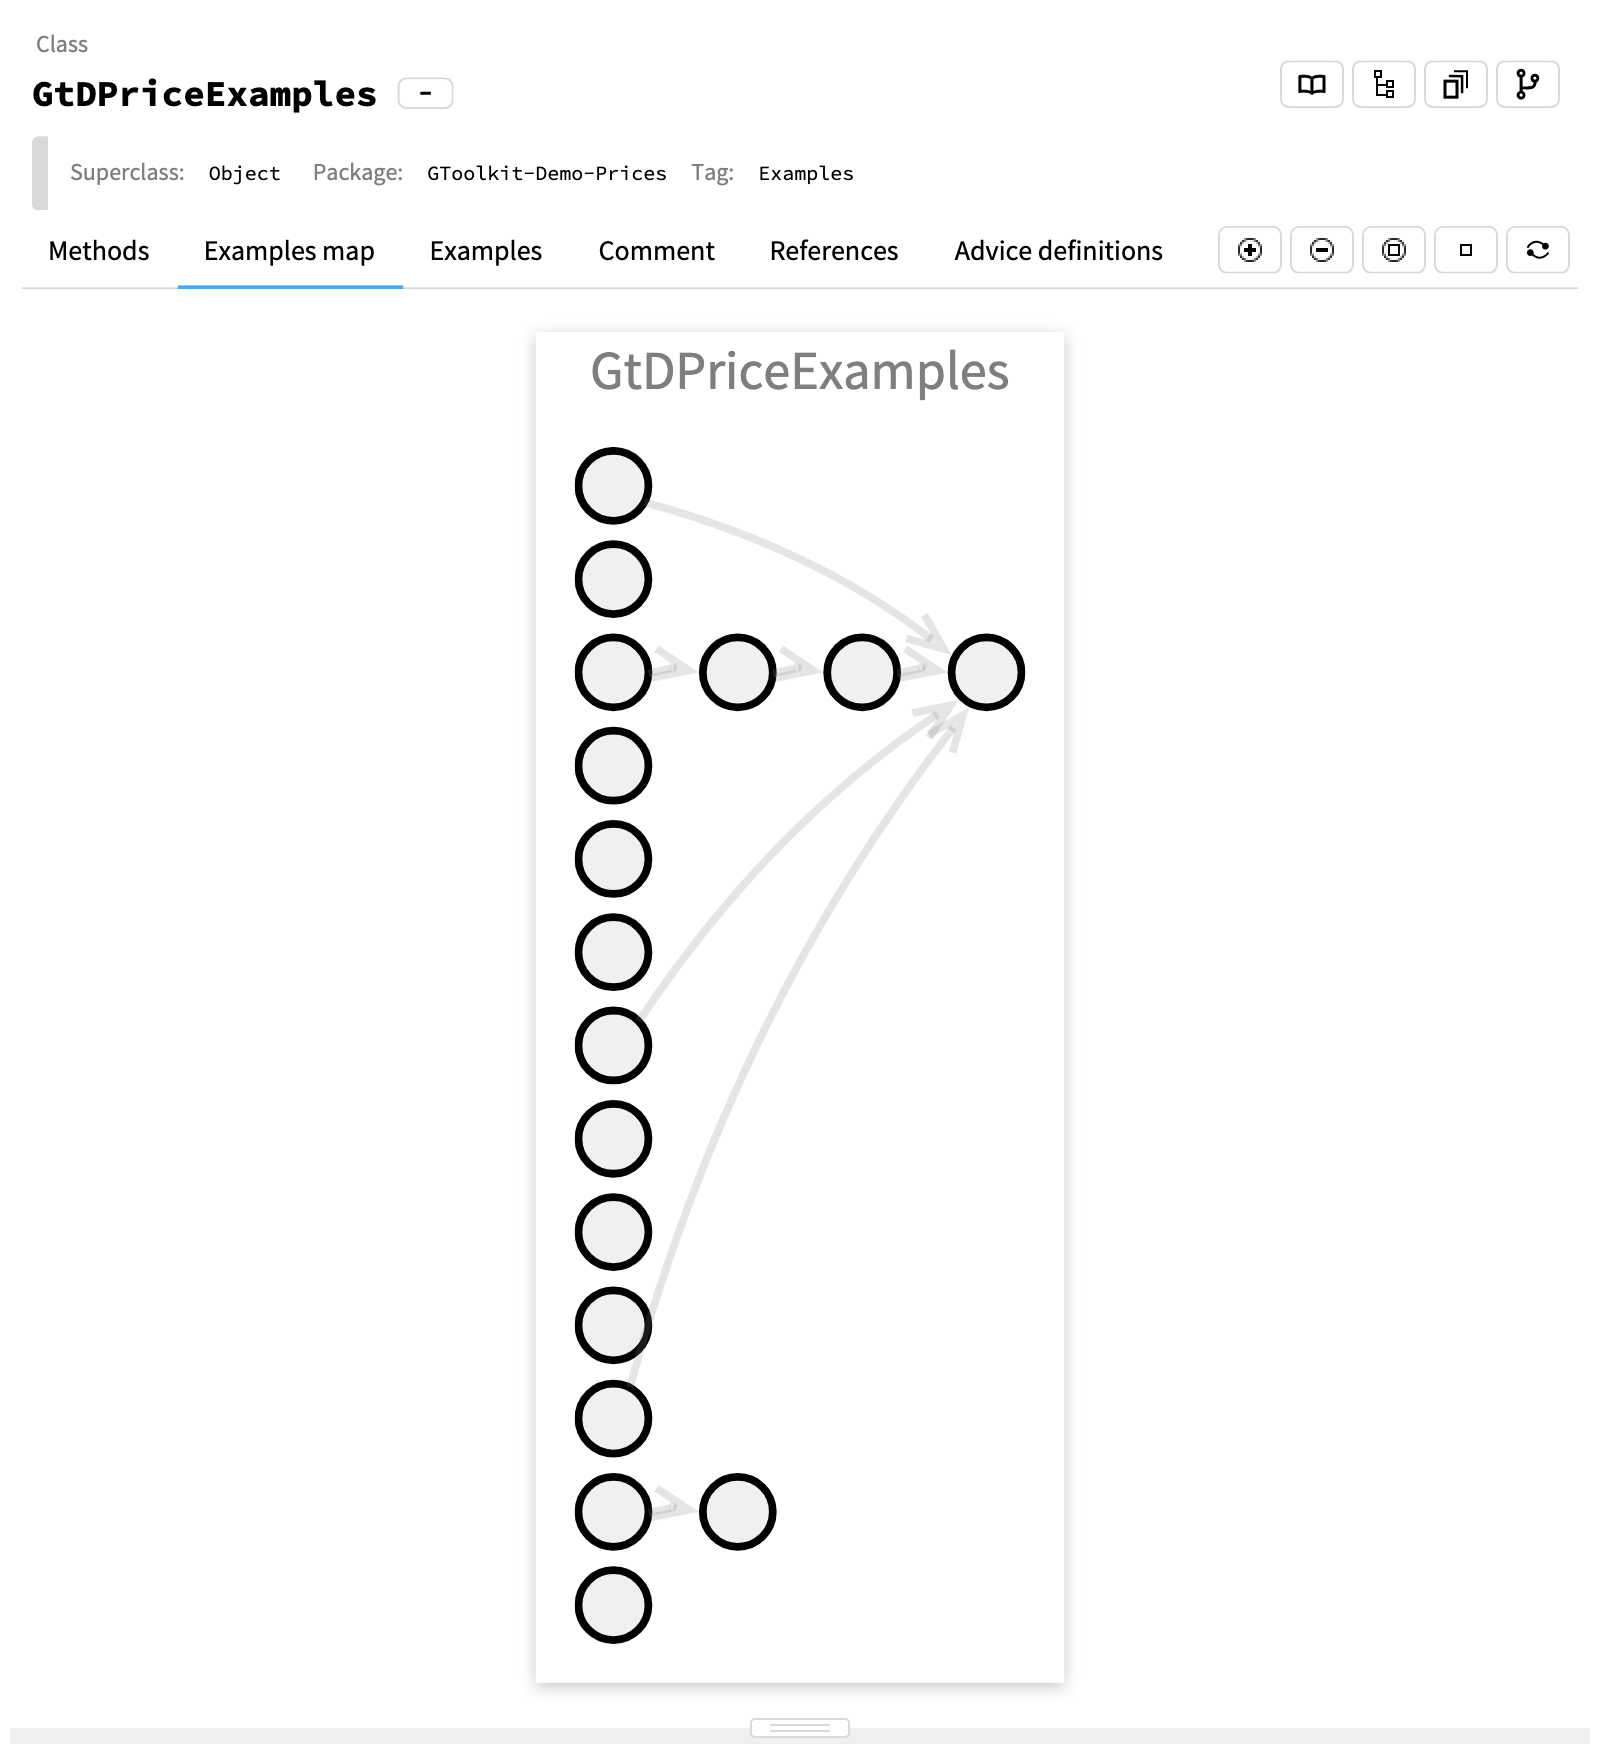 Class
GtDPriceExamples -
Superclass: Object Package: GToolkit-Demo-Prices Tag: Examples
Methods Examples map Examples Comment References Advice definitions
GtDPriceExamples